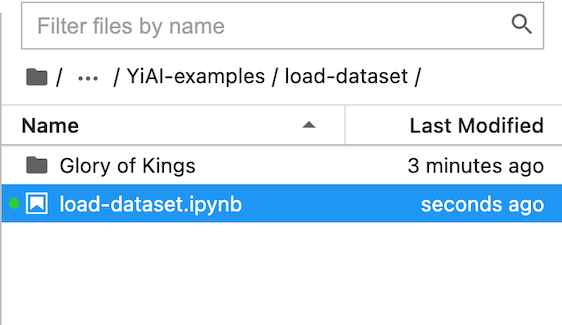 Filter files by name
/ ··· / YiAI-examples / load-dataset /
Name Last Modified
Glory of Kings 3 minutes ago
load-dataset.ipynb seconds ago